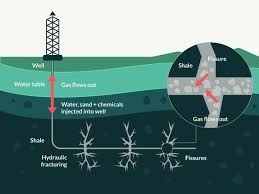 Well
Water table
Gas flows out
Water, sand + chemicals
injected into well
Shale
Hydraulic
fracturing
Fissures
Shale
Fissure
Gas flows out